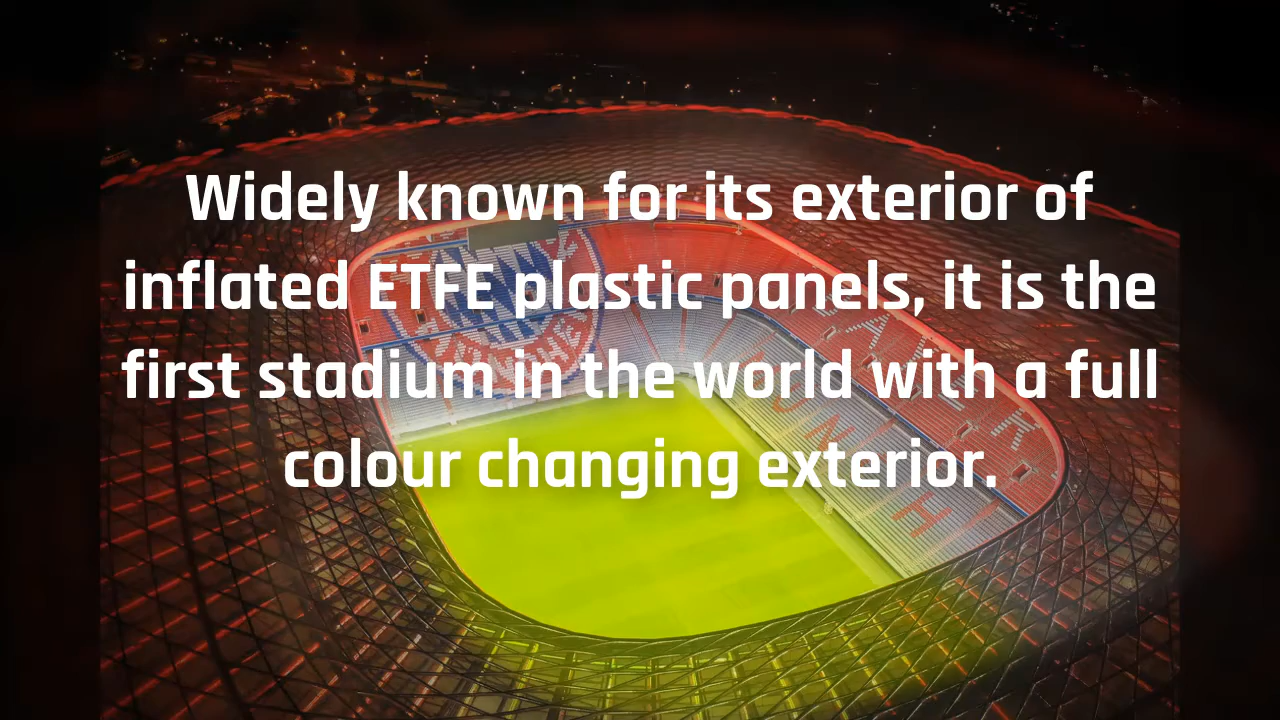 Widely known for its exterior of
inflated ETFE plastic panels, it is the
first stadium in the world with a full
colour changing exterior.